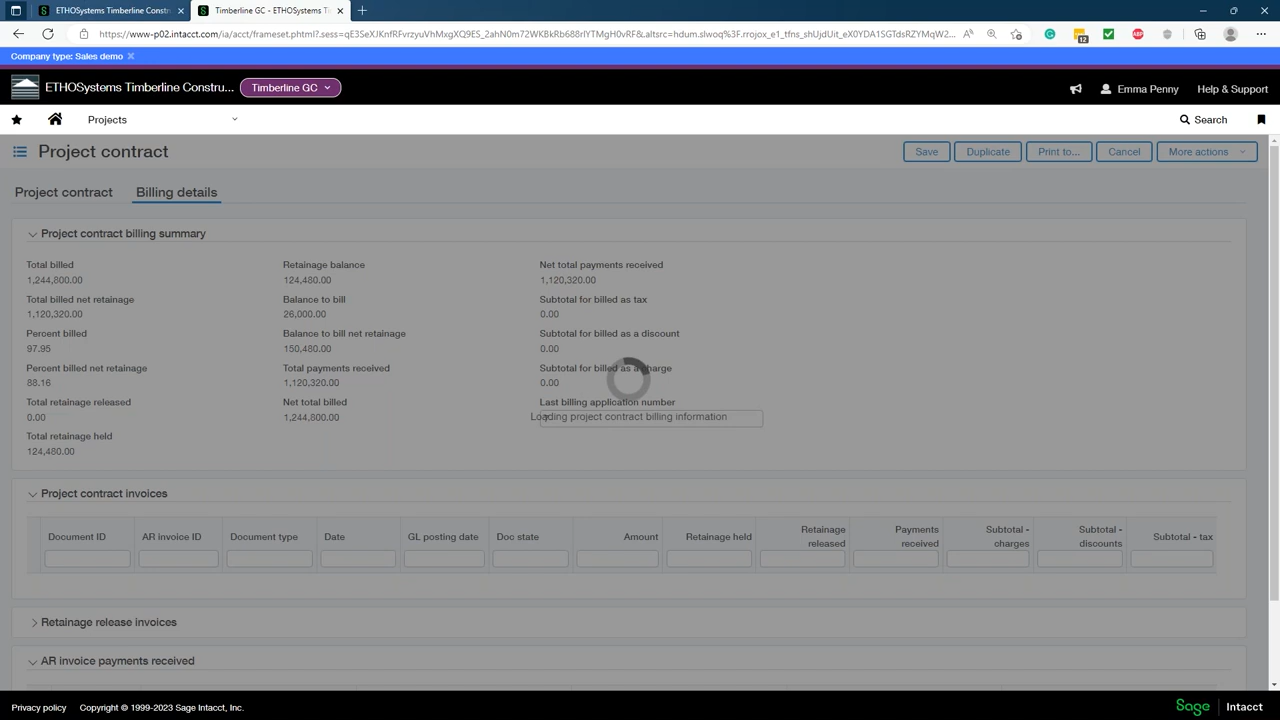 ETHOSystems Timberline Constru
Timberline GC - ETHOSystems Ti
https://www-p02.intacct.com/ia/acct/frameset.phtml?.sess=
12
Company type: Sales demo
ETHOSystems Timberline Constru...
Timberline GC
Emma Penny
Help & Support
Projects
Search
Project contract
Save
Duplicate
Print to...
Cancel
More actions
Project contract
Billing details
Project contract billing summary
Total billed
1,244,800.00
Total billed net retainage
1,120,320.00
Percent billed
97.95
Percent billed net retainage
88.16
Total retainage released
0.00
Total retainage held
124,480.00
Retainage balance
124,480.00
Balance to bill
26,000.00
Balance to bill net retainage
150,480.00
Total payments received
1,120,320.00
Net total billed
1,244,800.00
Net total payments received
1,120,320.00
Subtotal for billed as tax
0.00
Subtotal for billed as a discount
0.00
Subtotal for billed as a charge
0.00
Last billing application number
Loading project contract billing information
Project contract invoices
Document ID
AR invoice ID
Document type
Date
GL posting date
Doc state
Amount
Retainage held
Retainage
released
Payments
received
Subtotal -
charges
Subtotal -
discounts
Subtotal - tax
Retainage release invoices
AR invoice payments received
Privacy policy
Copyright © 1999-2023 Sage Intacct, Inc.
Sage
Intacct